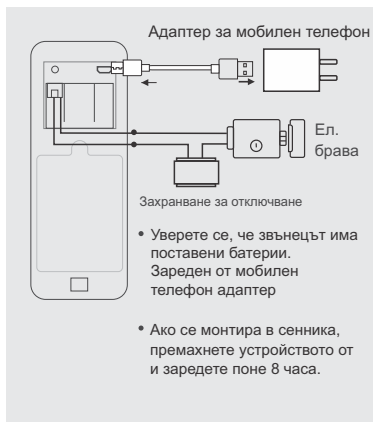 Адаптер за мобилен телефон
Ел.
брава
Захранване за отключване
• Уверете се, че звънецът има
поставени батерии.
Зареден от мобилен
телефон адаптер
• Ако се монтира в сенника,
премахнете устройството от
и заредете поне 8 часа.